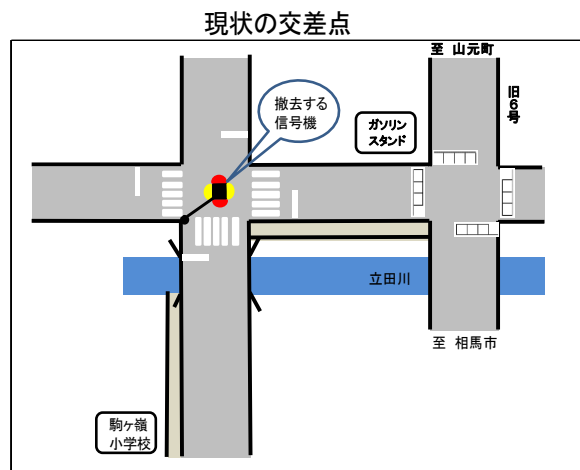 現状の交差点
至 山元町
旧6号
撤去する
信号機
ガソリン
スタンド
立田川
至 相馬市
駒ヶ嶺
小学校